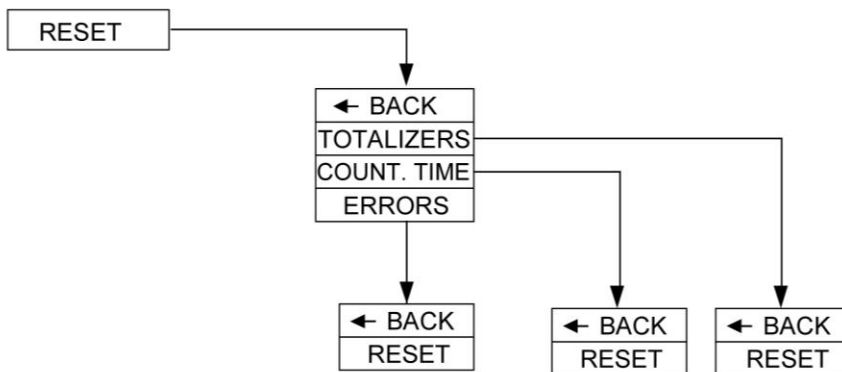 RESET
← BACK
TOTALIZERS
COUNT. TIME
ERRORS
← BACK
RESET
← BACK
RESET
← BACK
RESET